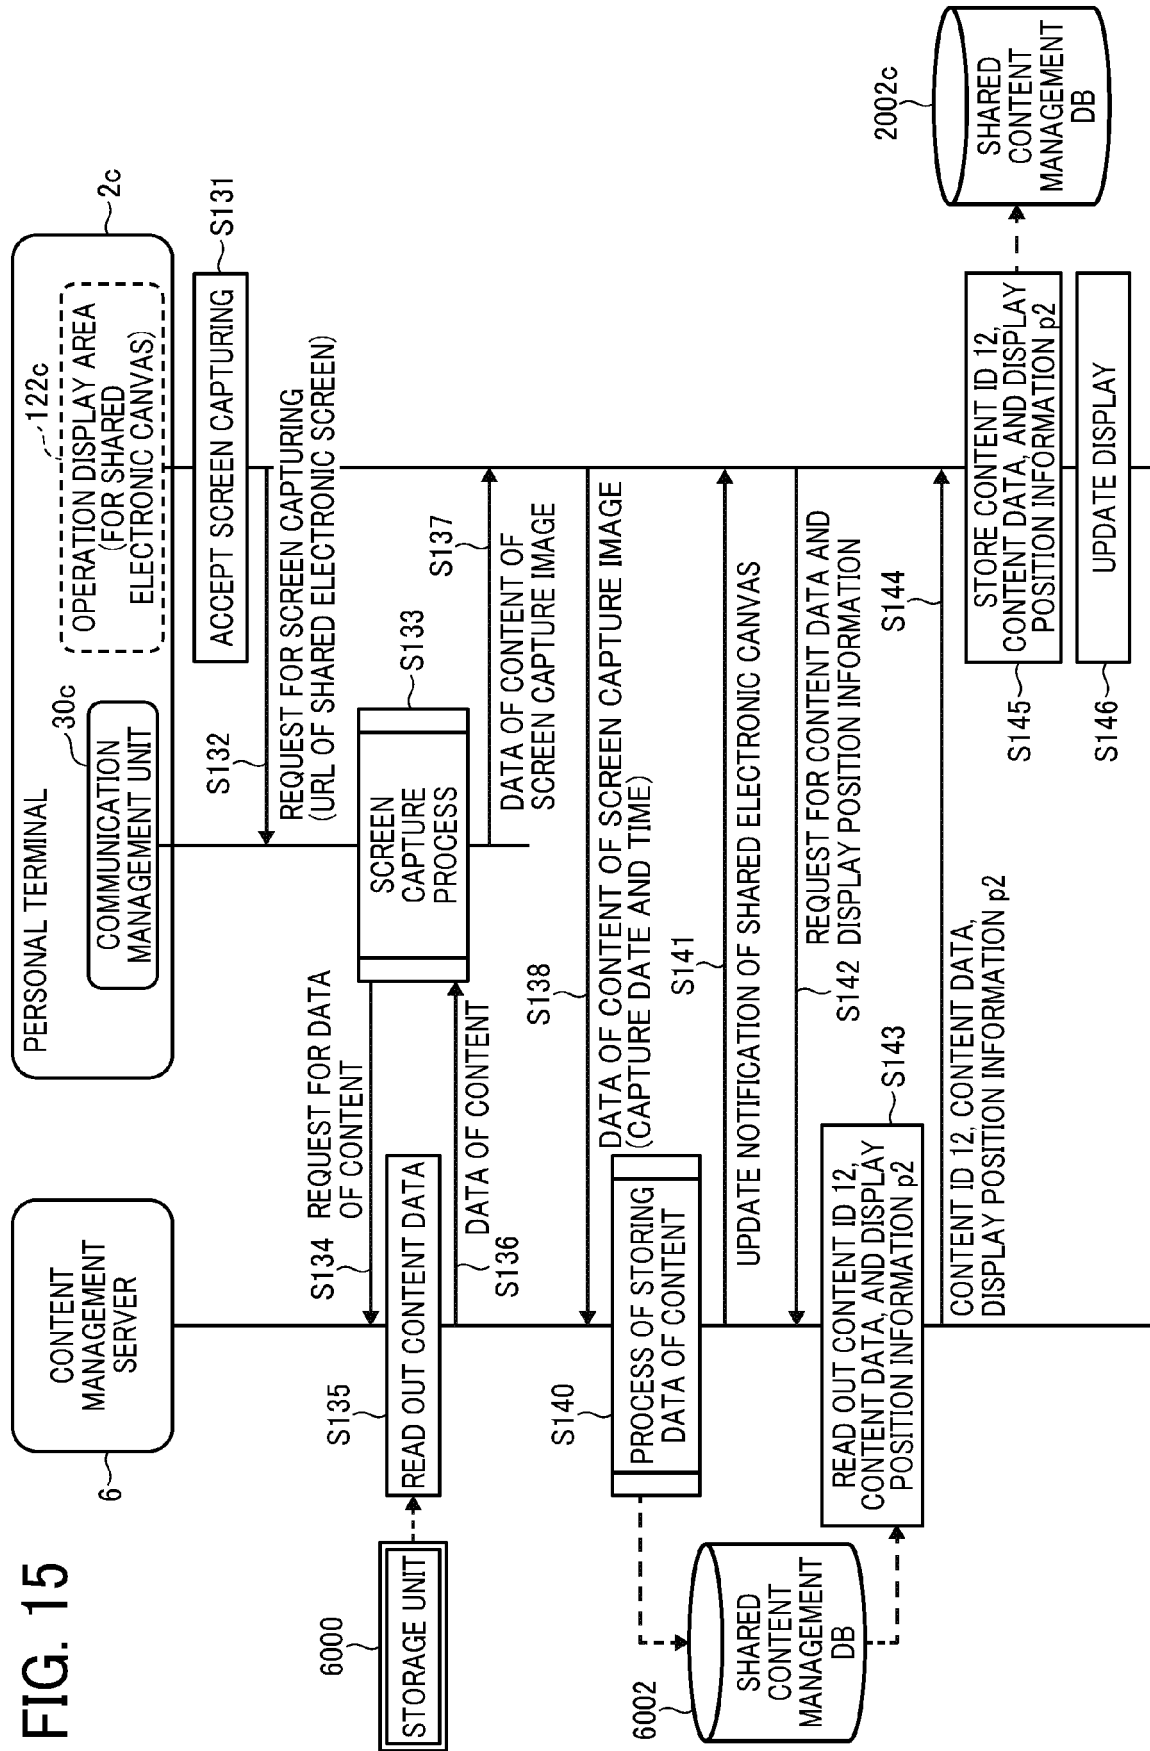 FIG. 15
6
CONTENT
MANAGEMENT
SERVER
PERSONAL TERMINAL
2c
30c
COMMUNICATION
MANAGEMENT UNIT
122c
OPERATION DISPLAY AREA
(FOR SHARED
ELECTRONIC CANVAS)
S131
ACCEPT SCREEN CAPTURING
S132
REQUEST FOR SCREEN CAPTURING
(URL OF SHARED ELECTRONIC SCREEN)
S133
SCREEN
CAPTURE
PROCESS
S134
REQUEST FOR DATA
OF CONTENT
6000
STORAGE UNIT
S135
READ OUT CONTENT DATA
S136
DATA OF CONTENT
S137
DATA OF CONTENT OF
SCREEN CAPTURE IMAGE
S138
DATA OF CONTENT OF SCREEN CAPTURE IMAGE
(CAPTURE DATE AND TIME)
S140
PROCESS OF STORING
DATA OF CONTENT
6002
SHARED
CONTENT
MANAGEMENT
DB
S141
UPDATE NOTIFICATION OF SHARED ELECTRONIC CANVAS
S142
REQUEST FOR CONTENT DATA AND
DISPLAY POSITION INFORMATION
S143
READ OUT CONTENT ID 12,
CONTENT DATA, AND DISPLAY
POSITION INFORMATION p2
S144
CONTENT ID 12, CONTENT DATA,
DISPLAY POSITION INFORMATION p2
S145
STORE CONTENT ID 12,
CONTENT DATA, AND DISPLAY
POSITION INFORMATION p2
2002c
SHARED
CONTENT
MANAGEMENT
DB
S146
UPDATE DISPLAY